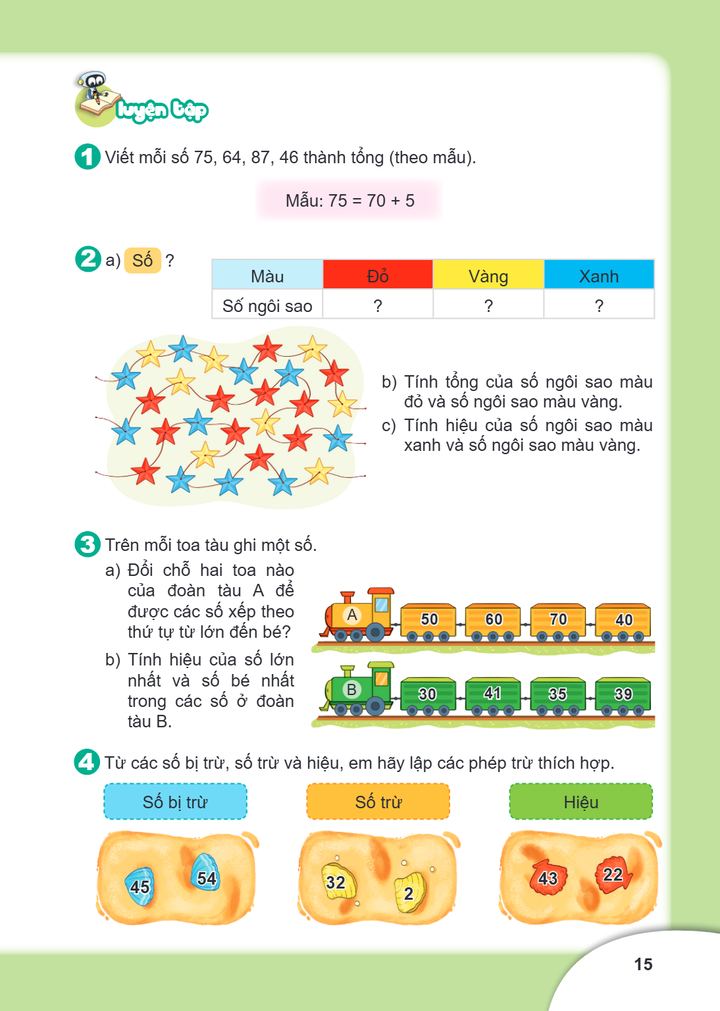 Luyện tập
1 Viết mỗi số 75, 64, 87, 46 thành tổng (theo mẫu).
Mẫu: 75 = 70 + 5
2 a) Số ?
Màu Đỏ Vàng Xanh
Số ngôi sao ? ? ?
b) Tính tổng của số ngôi sao màu
đỏ và số ngôi sao màu vàng.
c) Tính hiệu của số ngôi sao màu
xanh và số ngôi sao màu vàng.
3 Trên mỗi toa tàu ghi một số.
a) Đổi chỗ hai toa nào
của đoàn tàu A để
được các số xếp theo
thứ tự từ lớn đến bé?
A 50 60 70 40
b) Tính hiệu của số lớn
nhất và số bé nhất
trong các số ở đoàn
tàu B.
B 30 41 35 39
4 Từ các số bị trừ, số trừ và hiệu, em hãy lập các phép trừ thích hợp.
Số bị trừ Số trừ Hiệu
45 54 32 2 43 22
15